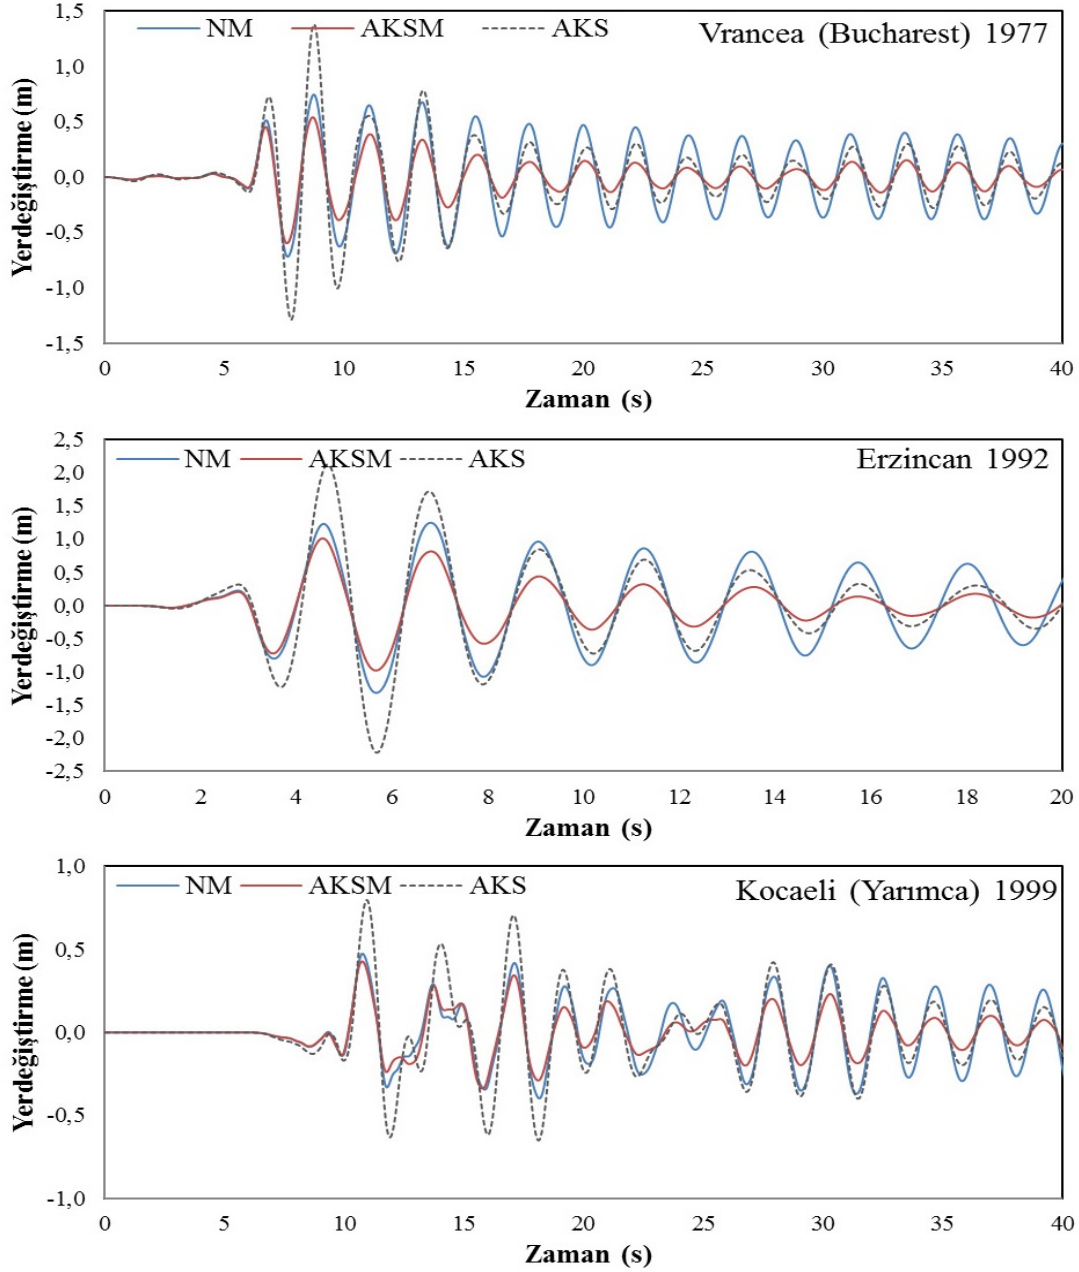 NM AKSM AKS Vrancea (Bucharest) 1977
Yerdeğiştirme (m)
1,5
1,0
0,5
0,0
-0,5
-1,0
-1,5
0 5 10 15 20 25 30 35 40
Zaman (s)
NM AKSM AKS Erzincan 1992
Yerdeğiştirme (m)
2,5
2,0
1,5
1,0
0,5
0,0
-0,5
-1,0
-1,5
-2,0
-2,5
0 2 4 6 8 10 12 14 16 18 20
Zaman (s)
NM AKSM AKS Kocaeli (Yarımca) 1999
Yerdeğiştirme (m)
1,0
0,5
0,0
-0,5
-1,0
0 5 10 15 20 25 30 35 40
Zaman (s)